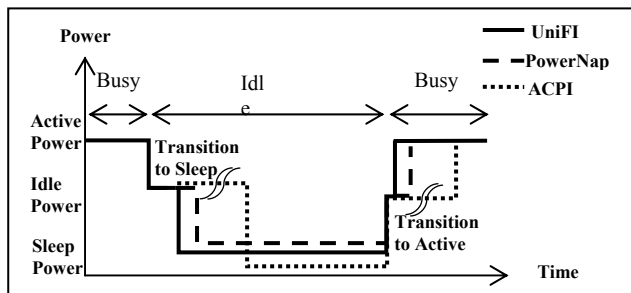 Power
UniFI
PowerNap
ACPI
Busy
Idl
e
Busy
Active
Power
Transition
to Sleep
Idle
Power
Transition
to Active
Sleep
Power
Time